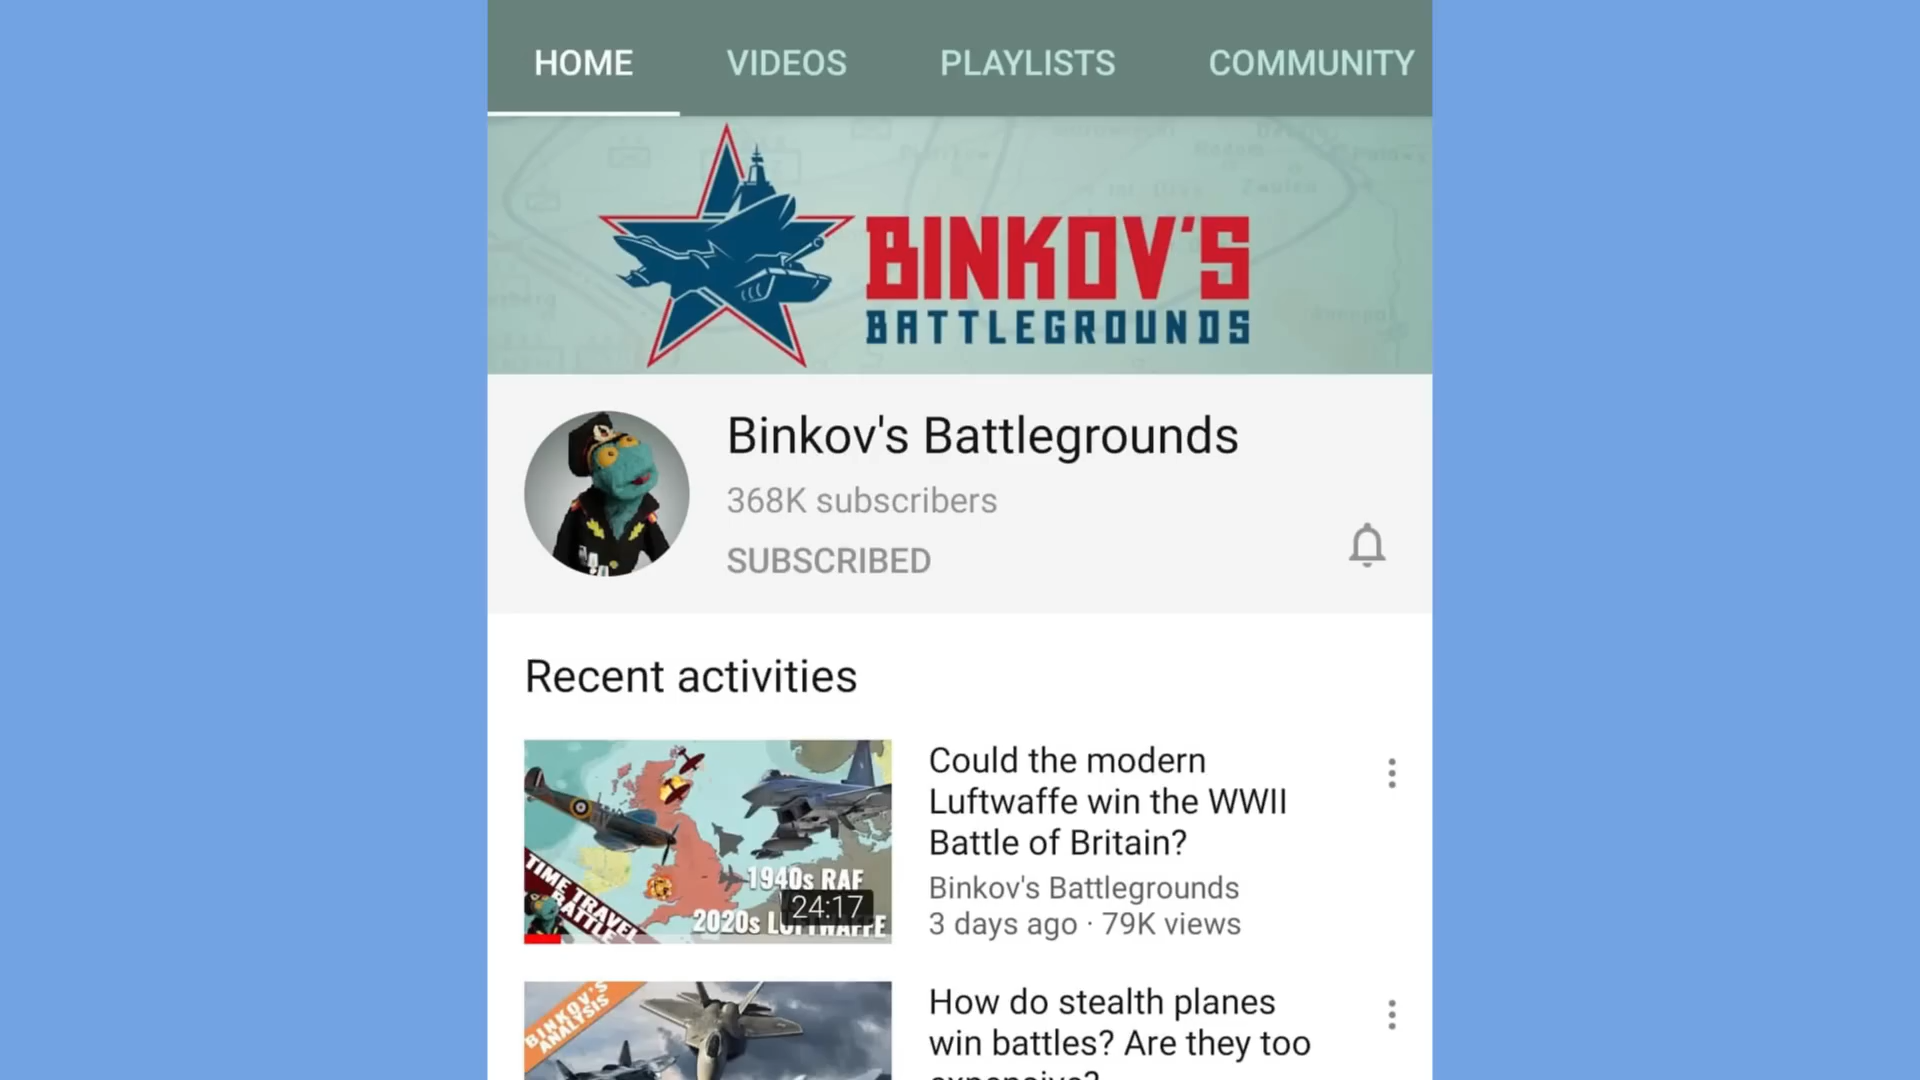 HOME VIDEOS PLAYLISTS COMMUNITY
BINKOV'S
BATTLEGROUNDS
Binkov's Battlegrounds
368K subscribers
SUBSCRIBED
Recent activities
TIME TRAVEL
BATTLE
1940s RAF
2020s LUFTWAFFE
24:17
Could the modern
Luftwaffe win the WWII
Battle of Britain?
Binkov's Battlegrounds
3 days ago · 79K views
BINKOV'S
ANALYSIS
How do stealth planes
win battles? Are they too
expensive?